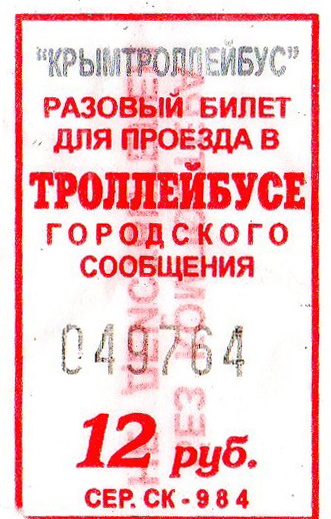 "КРЫМТРОЛЛЕЙБУС"
РАЗОВЫЙ БИЛЕТ
ДЛЯ ПРОЕЗДА В
ТРОЛЛЕЙБУСЕ
ГОРОДСКОГО
СООБЩЕНИЯ
049764
12 руб.
СЕР. СК - 984